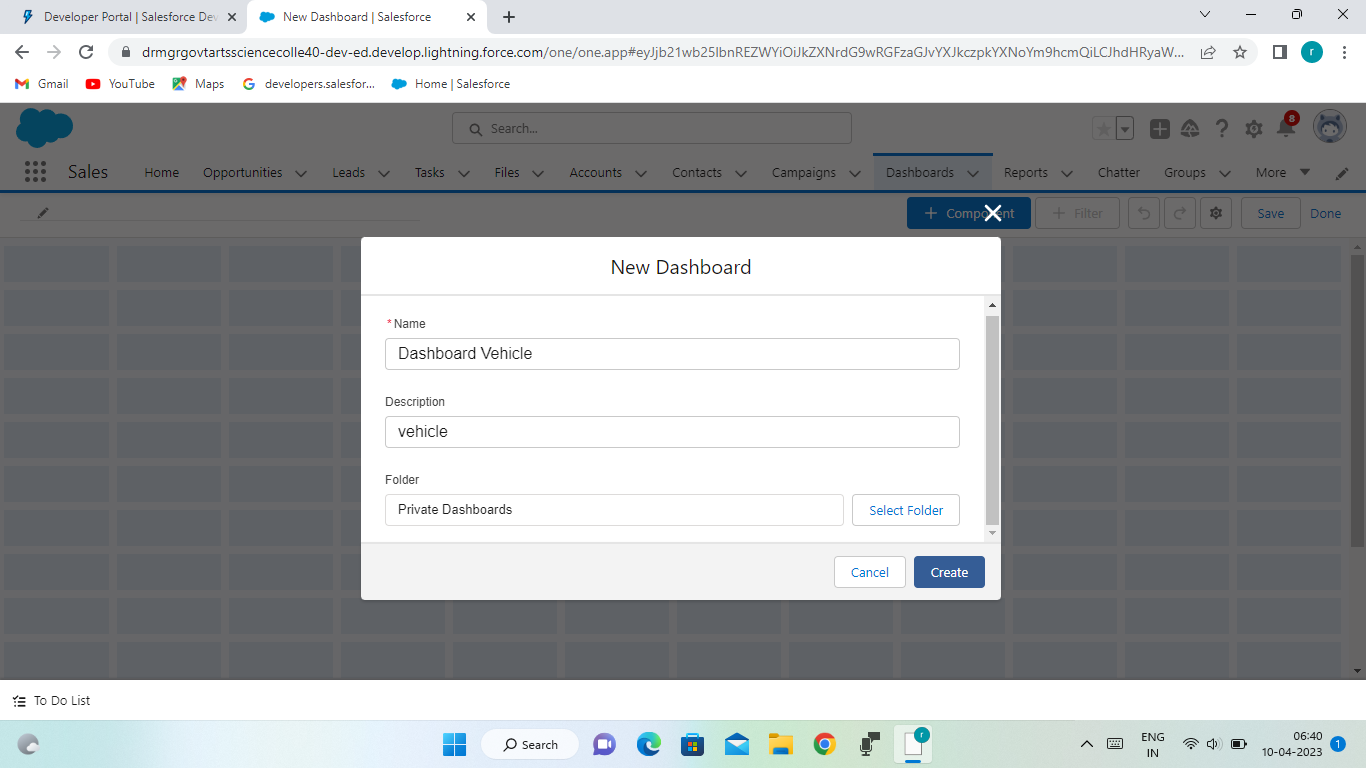 Developer Portal | Salesforce Dev
New Dashboard | Salesforce
drmgrgovtartssciencecolle40-dev-ed.develop.lightning.force.com/one/one.app#eyJjb21wb25lbnREZWYiOiJkZXNrdG9wRGFzaGJvYXJkczpkYXNoYm9hcmQiLCJhdHRyaW...
r
Gmail
YouTube
Maps
developers.salesfor...
Home | Salesforce
Search...
8
Sales
Home
Opportunities
Leads
Tasks
Files
Accounts
Contacts
Campaigns
Dashboards
Reports
Chatter
Groups
More
+ Component
+ Filter
Save
Done
New Dashboard
* Name
Dashboard Vehicle
Description
vehicle
Folder
Private Dashboards
Select Folder
Cancel
Create
To Do List
Search
r
ENG
IN
06:40
10-04-2023
1